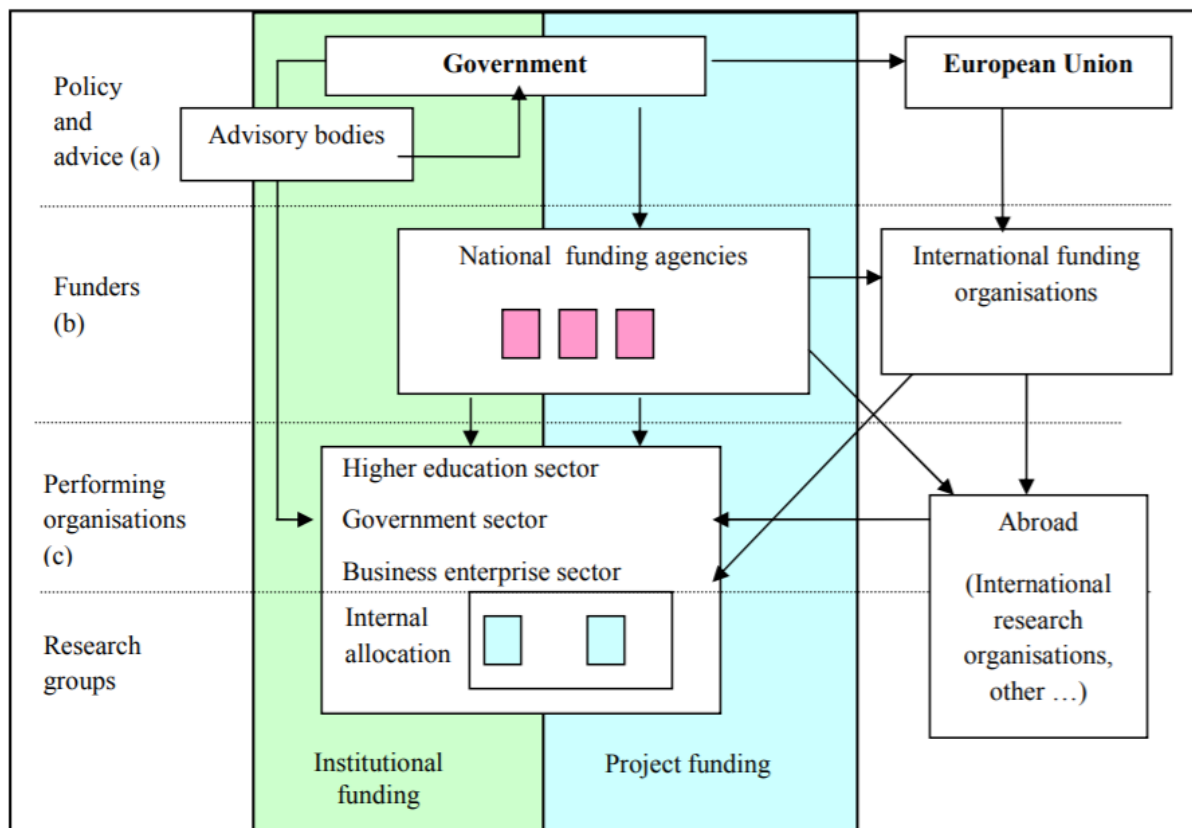 Policy
and
advice (a)
Government
European Union
Advisory bodies
Funders
(b)
National  funding agencies
International funding
organisations
Performing
organisations
(c)
Higher education sector
Government sector
Business enterprise sector
Abroad
(International
research
organisations,
other …)
Research
groups
Internal
allocation
Institutional
funding
Project funding